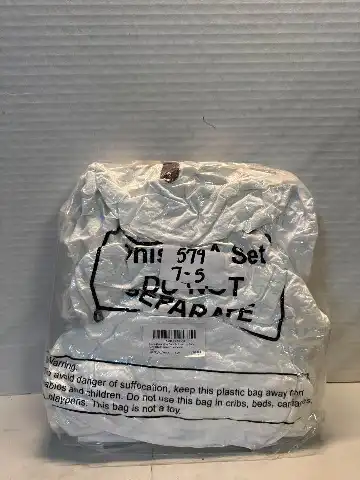 This A Set
579
7-5
DO NOT
SEPARATE
Warning:
To avoid danger of suffocation, keep this plastic bag away from
babies and children. Do not use this bag in cribs, beds, carriages,
playpens. This bag is not a toy.